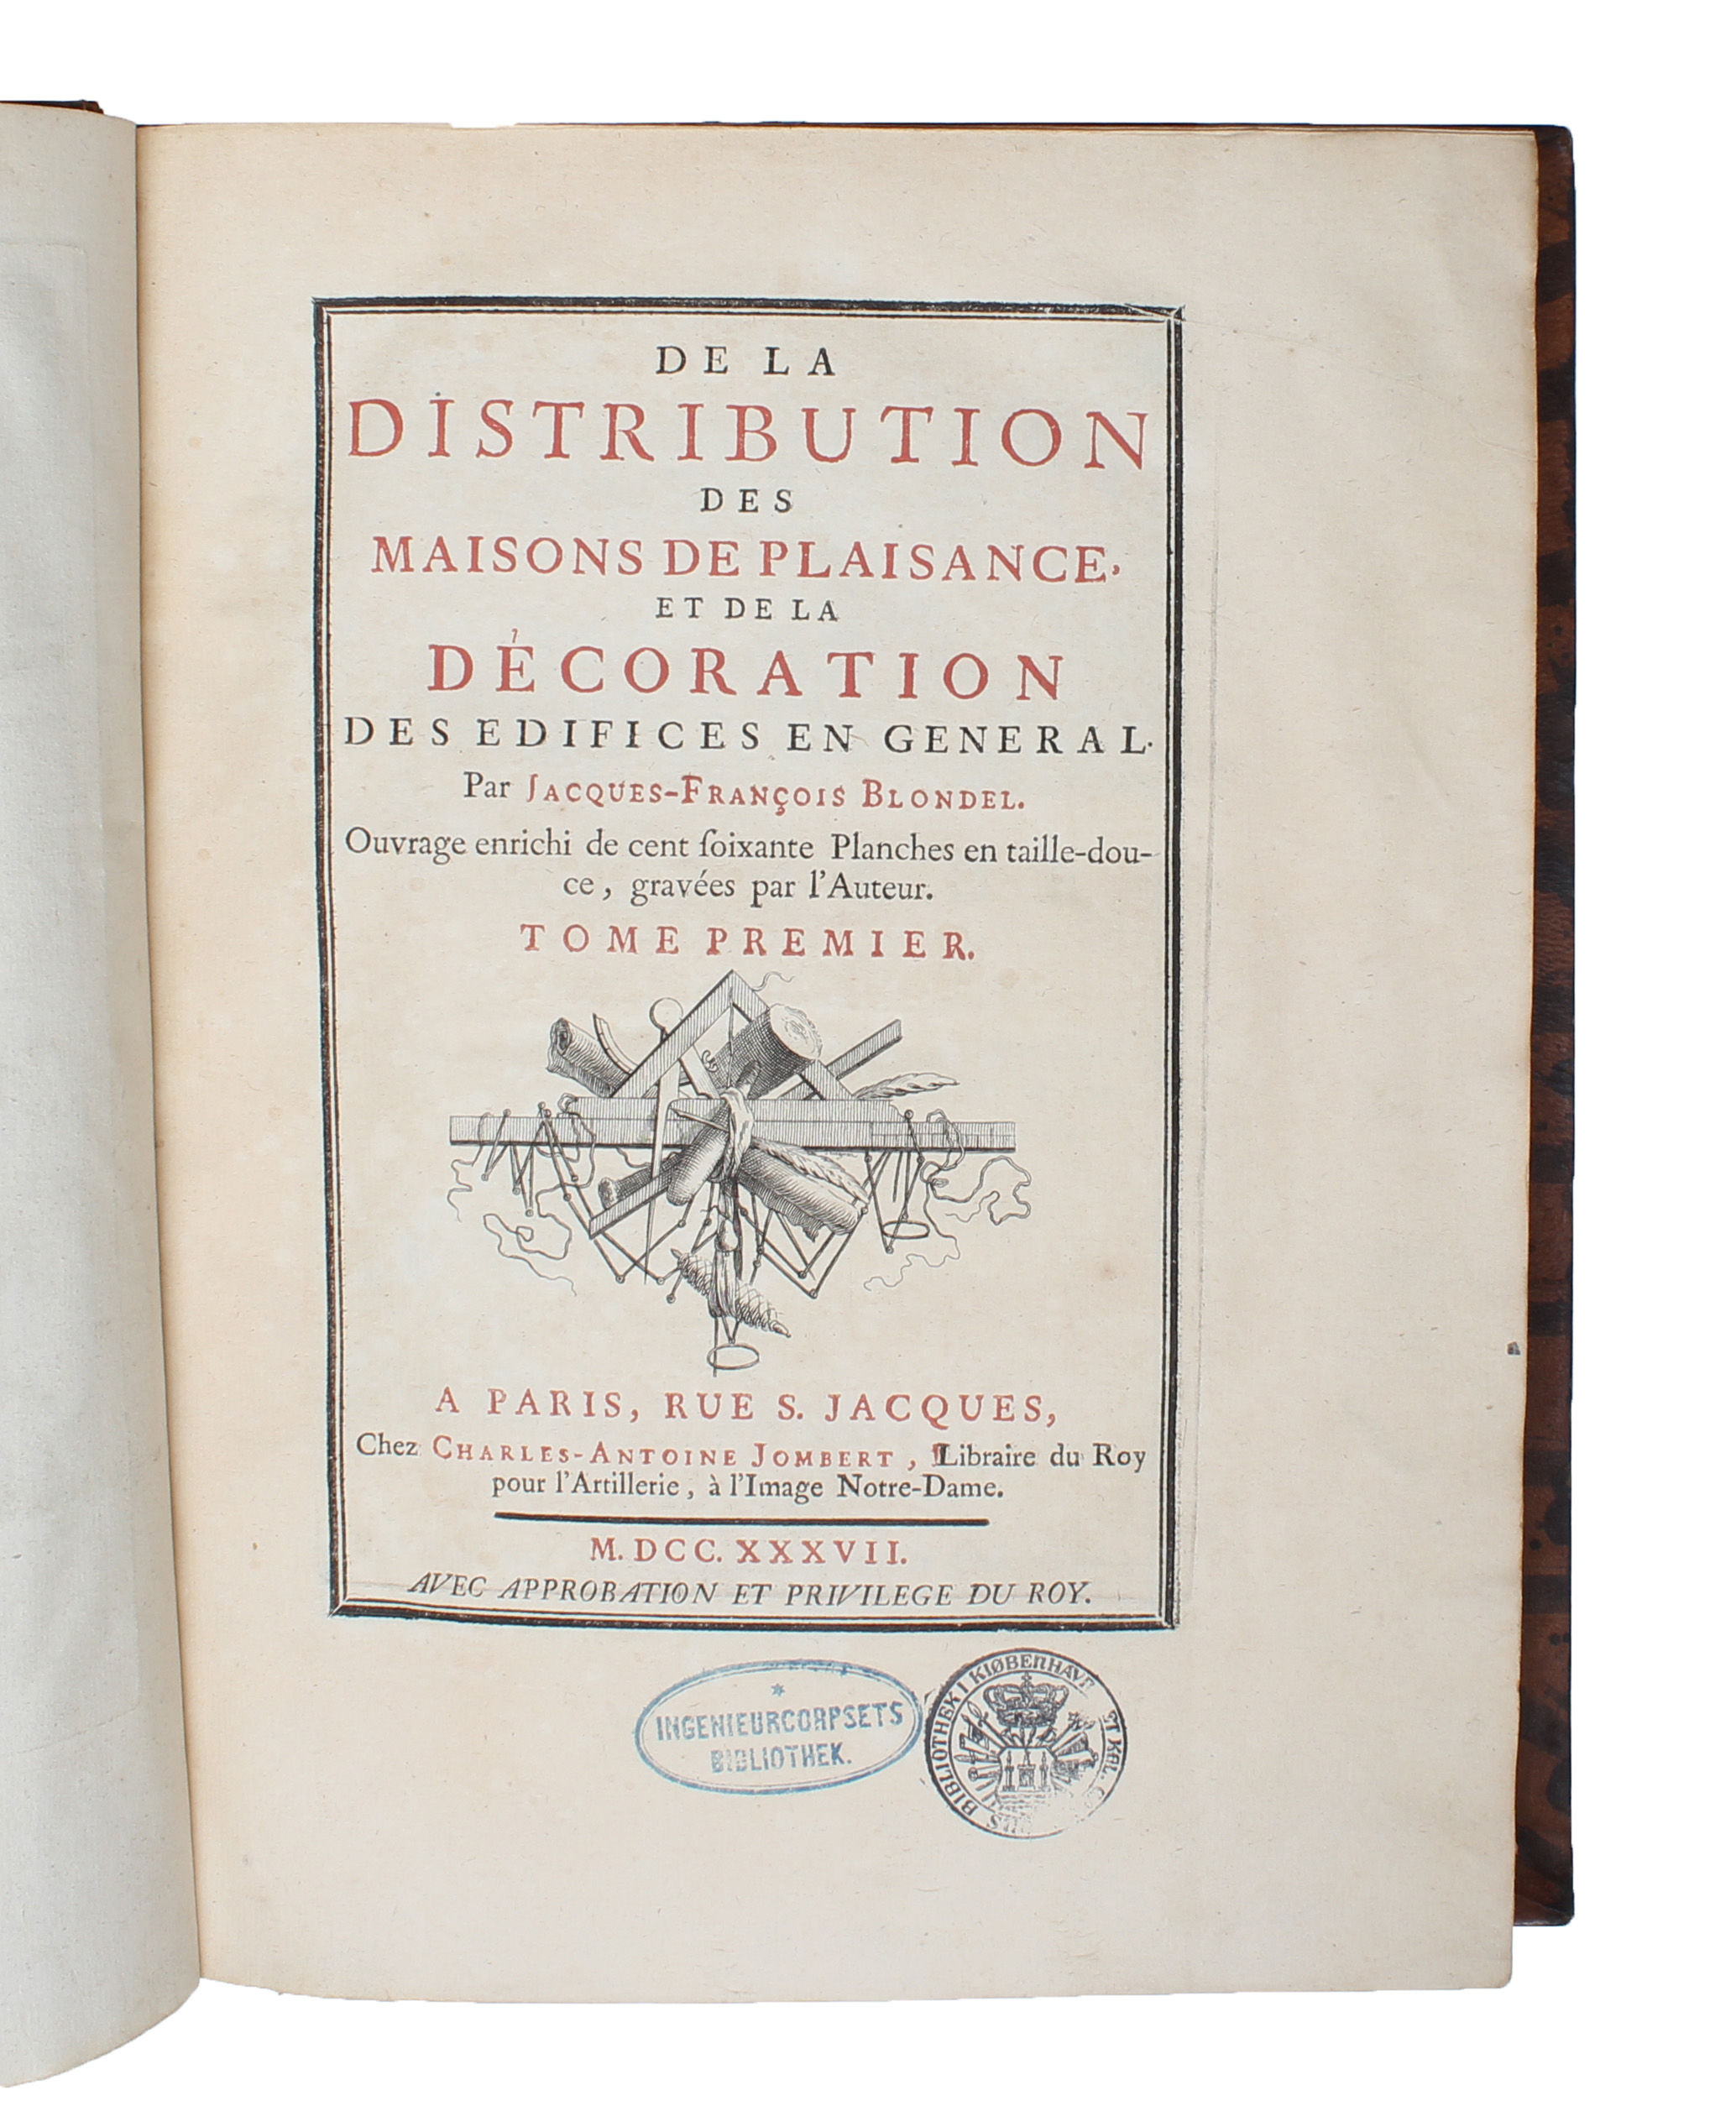 DE LA
DISTRIBUTION
DES
MAISONS DE PLAISANCE,
ET DE LA
DÉCORATION
DES EDIFICES EN GENERAL.
Par JACQUES-FRANÇOIS BLONDEL.
Ouvrage enrichi de cent ſoixante Planches en taille-dou-
ce, gravées par l'Auteur.
TOME PREMIER.
A PARIS, RUE S. JACQUES,
Chez CHARLES-ANTOINE JOMBERT, Libraire du Roy
pour l'Artillerie, à l'Image Notre-Dame.
M. DCC. XXXVII.
AVEC APPROBATION ET PRIVILEGE DU ROY.
INGENIEURCORPSETS
BIBLIOTHEK.
BIBLIOTHEK I KIØBENHAVN